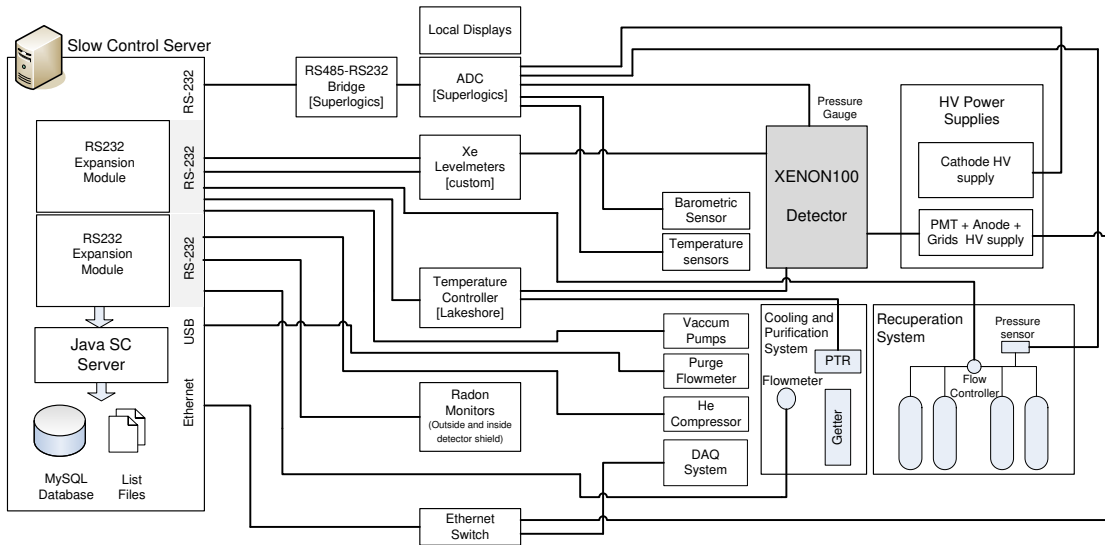 Slow Control Server
RS-232
RS-232
RS-232
USB
Ethernet
RS232
Expansion
Module
RS232
Expansion
Module
Java SC
Server
MySQL
Database
List
Files
RS485-RS232
Bridge
[Superlogics]
Local Displays
ADC
[Superlogics]
Xe
Levelmeters
[custom]
Temperature
Controller
[Lakeshore]
Radon
Monitors
(Outside and inside
detector shield)
Ethernet
Switch
Barometric
Sensor
Temperature
sensors
Vaccum
Pumps
Purge
Flowmeter
He
Compressor
DAQ
System
Pressure
Gauge
XENON100
Detector
HV Power
Supplies
Cathode HV
supply
PMT + Anode +
Grids HV supply
Cooling and
Purification
System
PTR
Flowmeter
Getter
Recuperation
System
Pressure
sensor
Flow
Controller